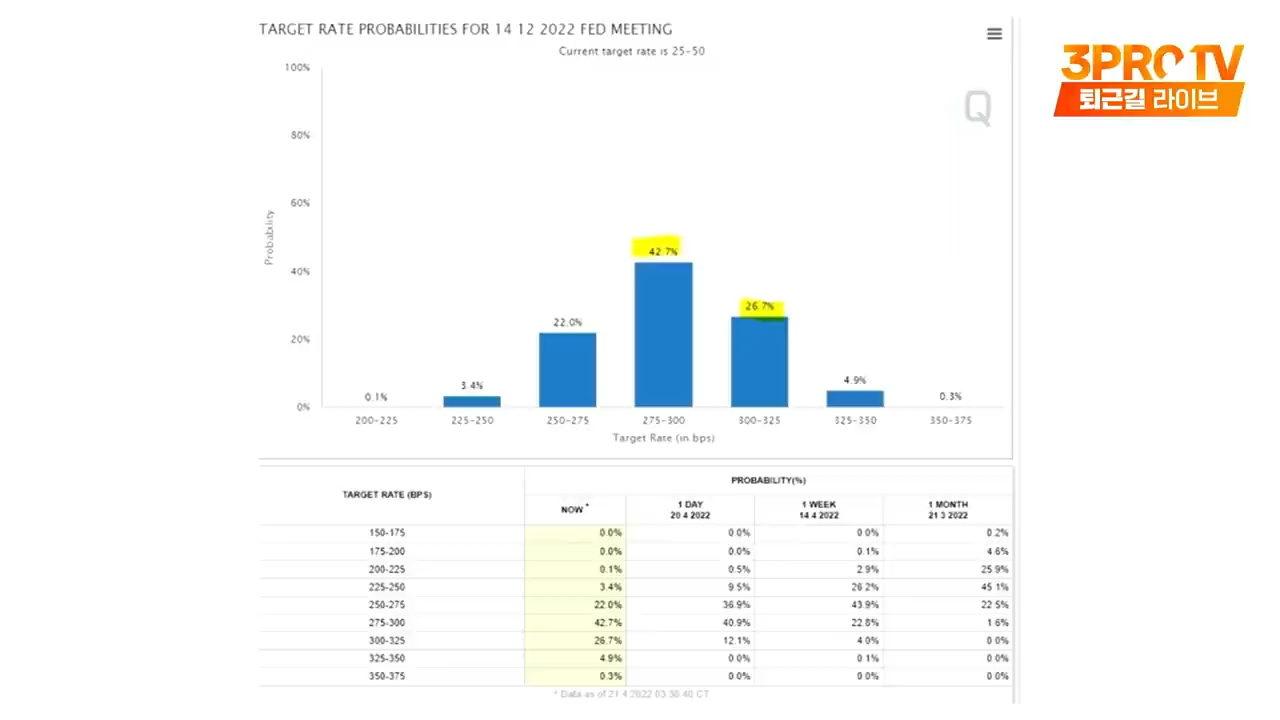 TARGET RATE PROBABILITIES FOR 14 12 2022 FED MEETING
Current target rate is 25-50
3PRO TV
퇴근길 라이브
Q
100%
80%
60%
40%
20%
0%
Probability
0.1%
3.4%
22.0%
42.7%
26.7%
4.9%
0.3%
200-225 225-250 250-275 275-300 300-325 325-350 350-375
Target Rate (in bps)
TARGET RATE (BPS) PROBABILITY(%)
NOW * 1 DAY 1 WEEK 1 MONTH
20 4 2022 14 4 2022 21 3 2022
150-175 0.0% 0.0% 0.0% 0.2%
175-200 0.0% 0.0% 0.1% 4.6%
200-225 0.1% 0.5% 2.9% 25.9%
225-250 3.4% 9.5% 26.2% 45.1%
250-275 22.0% 36.9% 43.9% 22.5%
275-300 42.7% 40.9% 22.8% 1.6%
300-325 26.7% 12.1% 4.0% 0.0%
325-350 4.9% 0.0% 0.1% 0.0%
350-375 0.3% 0.0% 0.0% 0.0%
* Data as of 21 4 2022 03:38:40 CT